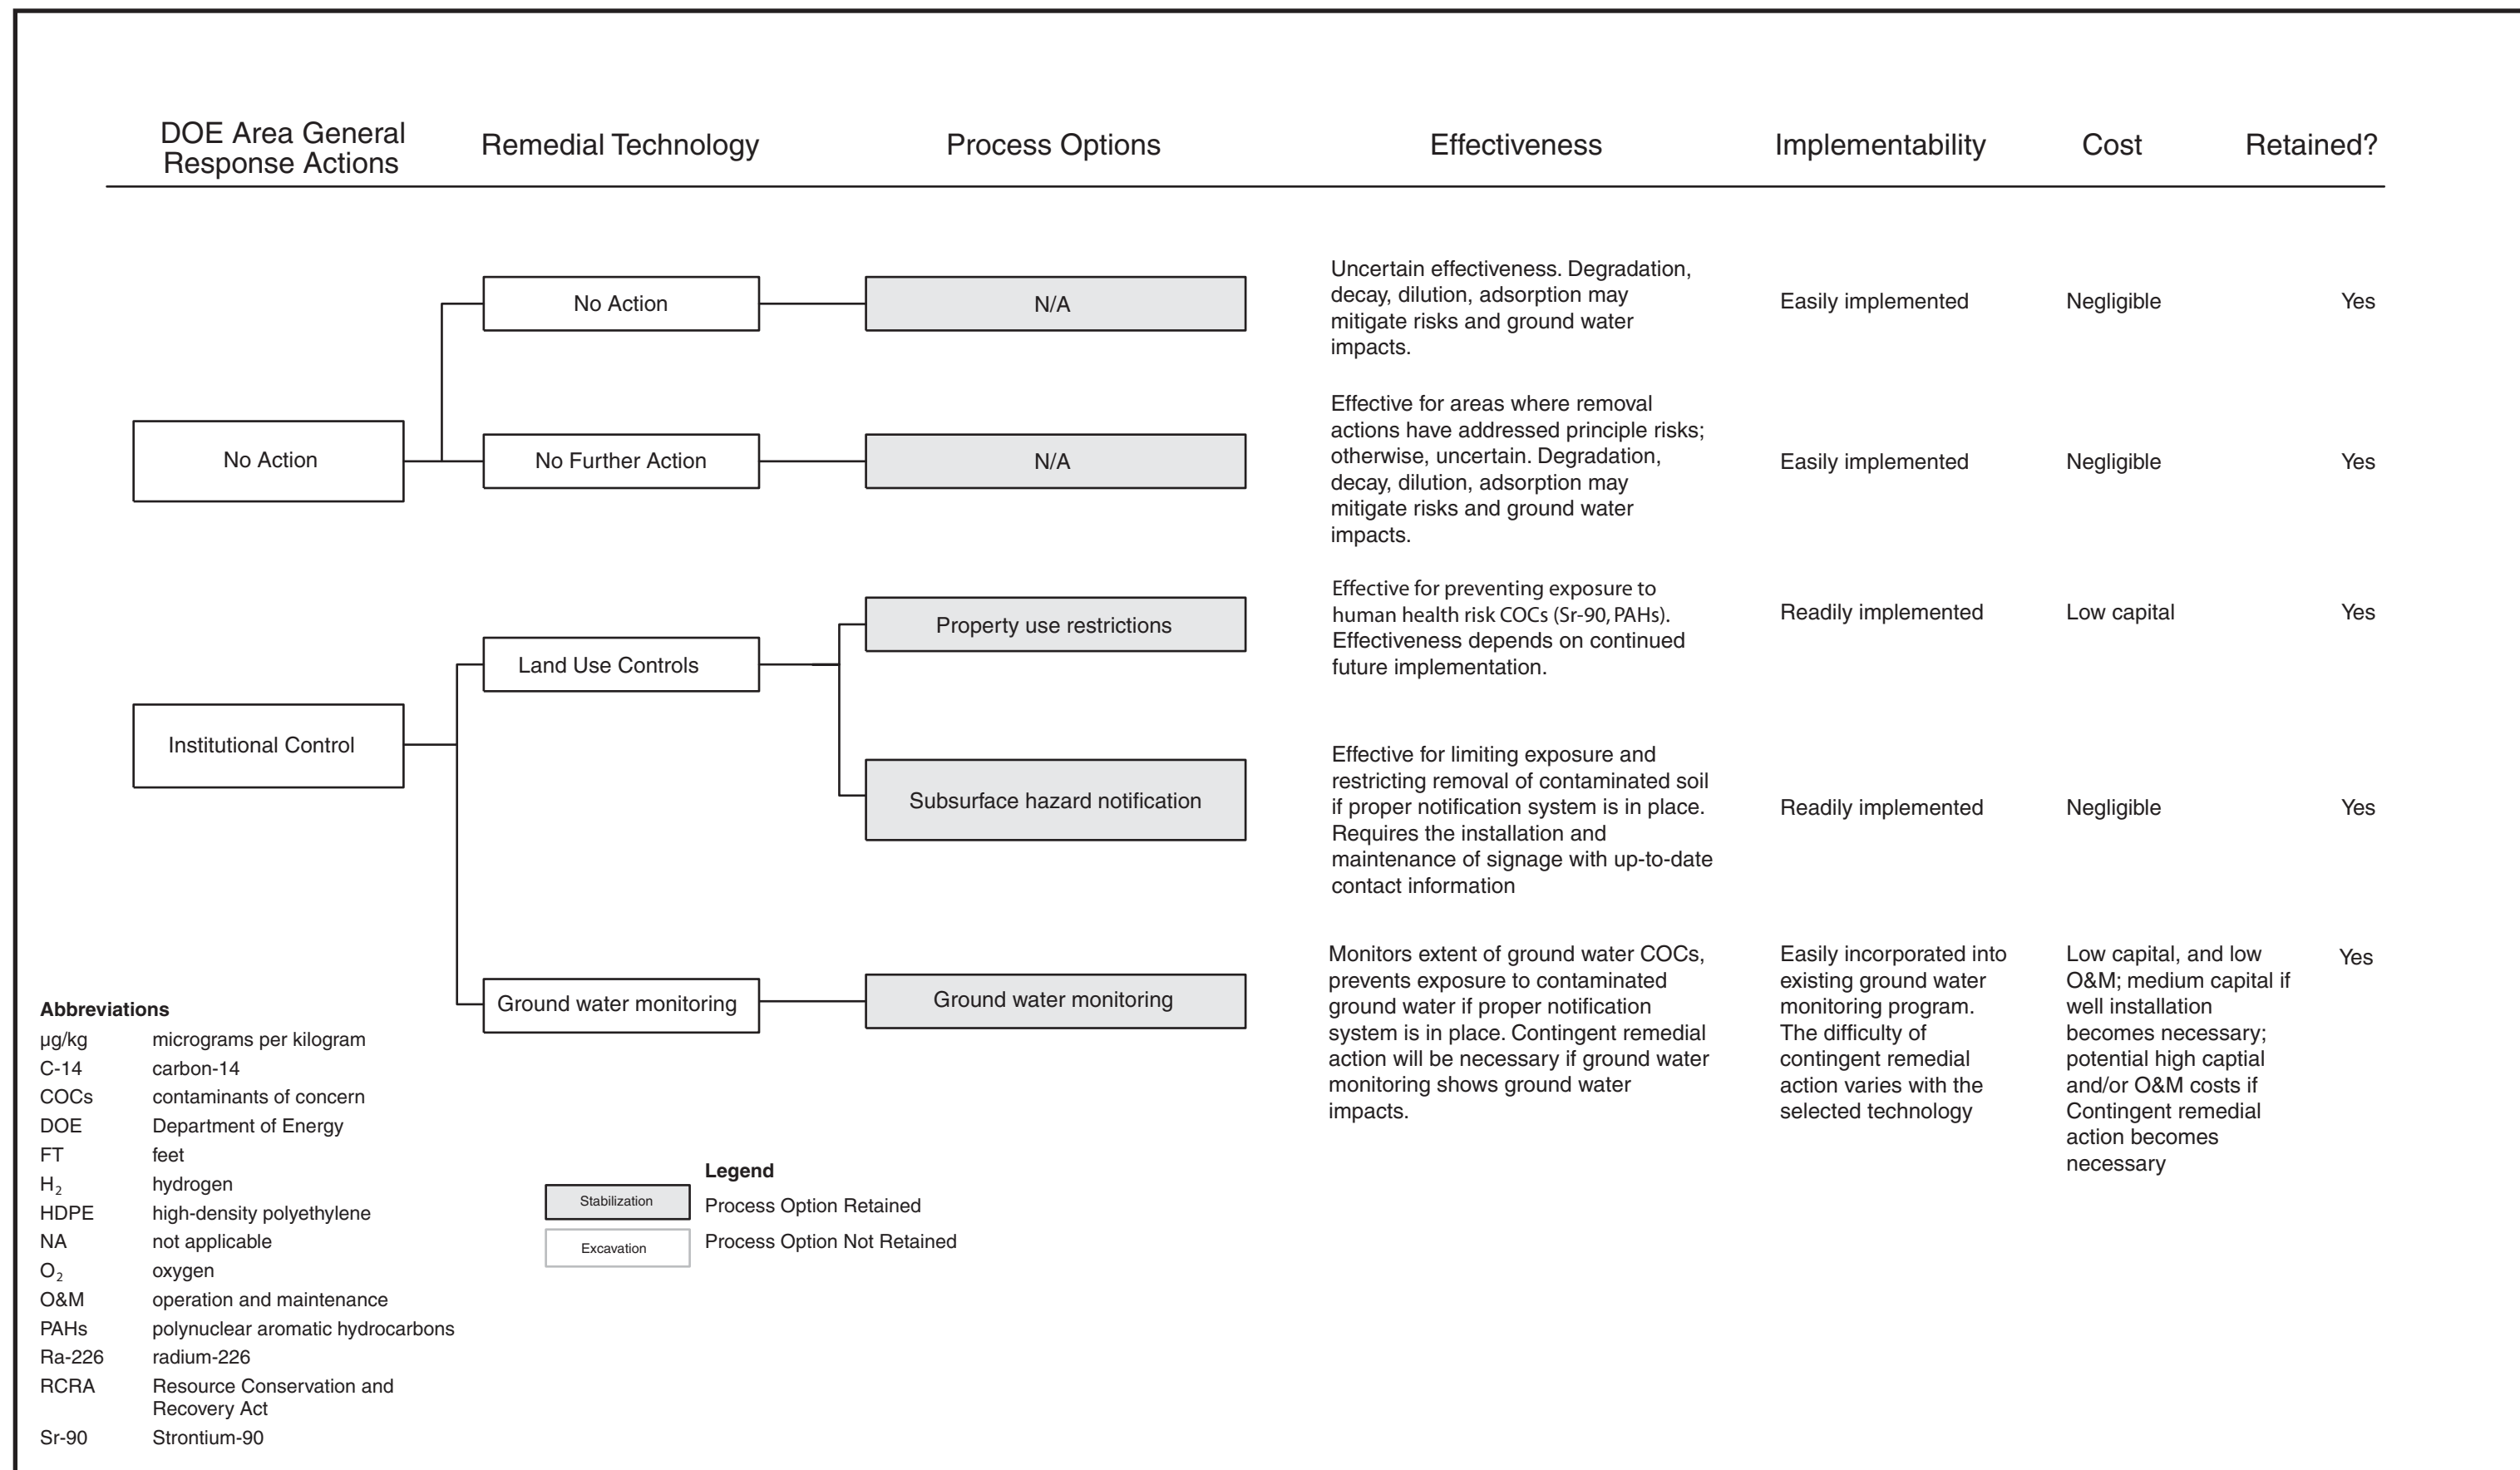 DOE Area General
Response Actions
Remedial Technology
Process Options
Effectiveness
Implementability
Cost
Retained?
No Action
No Action
N/A
Uncertain effectiveness. Degradation,
decay, dilution, adsorption may
mitigate risks and ground water
impacts.
Easily implemented
Negligible
Yes
No Further Action
N/A
Effective for areas where removal
actions have addressed principle risks;
otherwise, uncertain. Degradation,
decay, dilution, adsorption may
mitigate risks and ground water
impacts.
Easily implemented
Negligible
Yes
Institutional Control
Land Use Controls
Property use restrictions
Effective for preventing exposure to
human health risk COCs (Sr-90, PAHs).
Effectiveness depends on continued
future implementation.
Readily implemented
Low capital
Yes
Subsurface hazard notification
Effective for limiting exposure and
restricting removal of contaminated soil
if proper notification system is in place.
Requires the installation and
maintenance of signage with up-to-date
contact information
Readily implemented
Negligible
Yes
Ground water monitoring
Ground water monitoring
Monitors extent of ground water COCs,
prevents exposure to contaminated
ground water if proper notification
system is in place. Contingent remedial
action will be necessary if ground water
monitoring shows ground water
impacts.
Easily incorporated into
existing ground water
monitoring program.
The difficulty of
contingent remedial
action varies with the
selected technology
Low capital, and low
O&M; medium capital if
well installation
becomes necessary;
potential high captial
and/or O&M costs if
Contingent remedial
action becomes
necessary
Yes
Abbreviations
µg/kg micrograms per kilogram
C-14 carbon-14
COCs contaminants of concern
DOE Department of Energy
FT feet
H₂ hydrogen
HDPE high-density polyethylene
NA not applicable
O₂ oxygen
O&M operation and maintenance
PAHs polynuclear aromatic hydrocarbons
Ra-226 radium-226
RCRA Resource Conservation and
Recovery Act
Sr-90 Strontium-90
Legend
Stabilization Process Option Retained
Excavation Process Option Not Retained